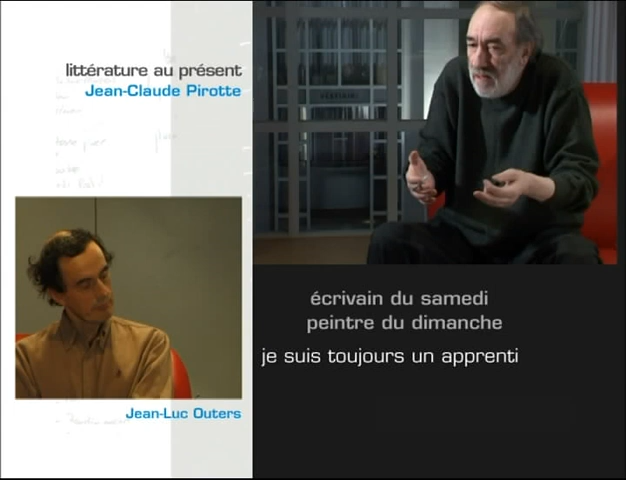 littérature au présent
Jean-Claude Pirotte
Jean-Luc Outers
écrivain du samedi
peintre du dimanche
je suis toujours un apprenti